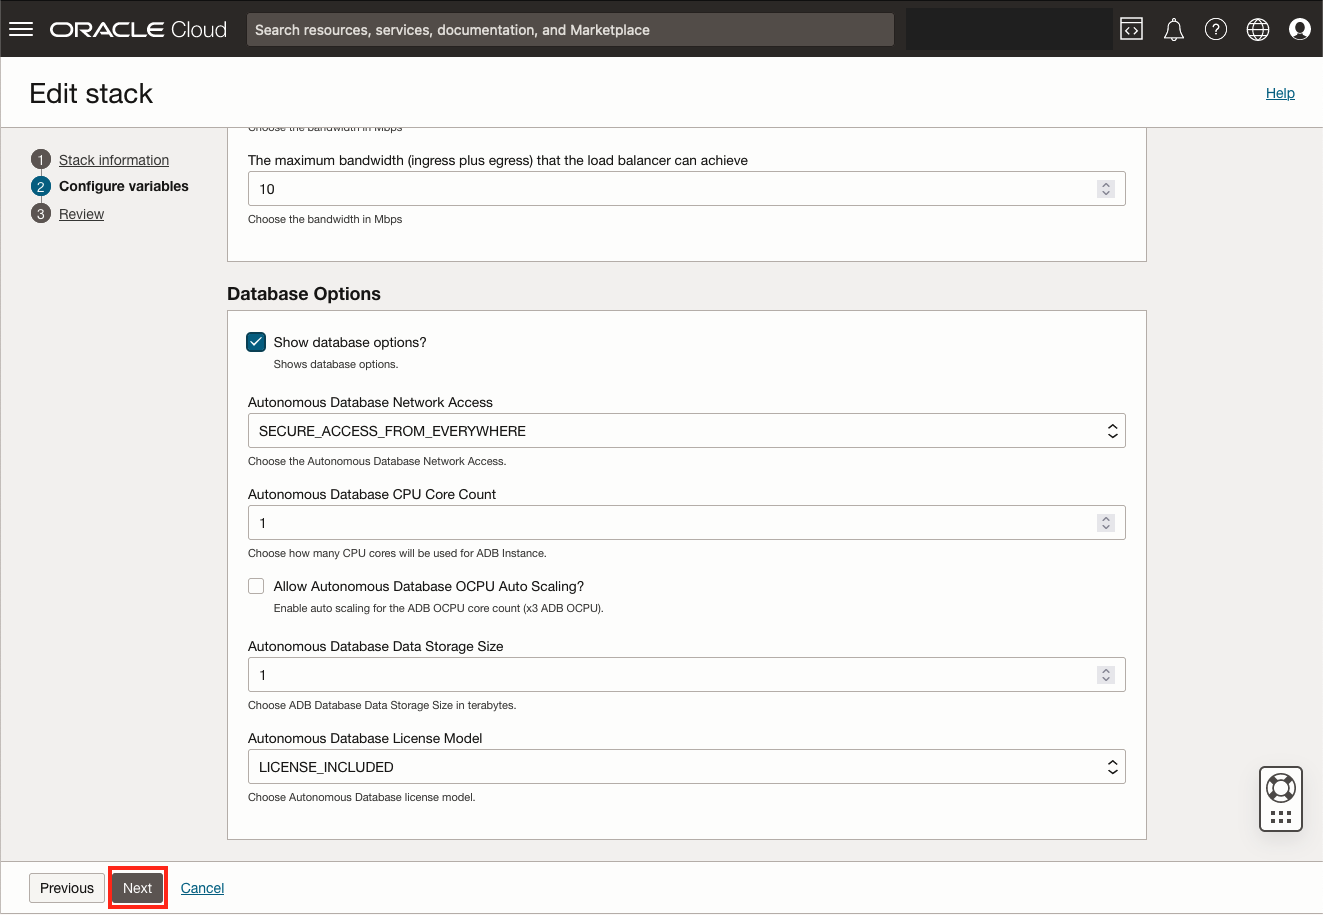 ORACLE Cloud
Search resources, services, documentation, and Marketplace
Edit stack
Help
1 Stack information
2 Configure variables
3 Review
Choose the bandwidth in Mbps
The maximum bandwidth (ingress plus egress) that the load balancer can achieve
10
Choose the bandwidth in Mbps
Database Options
Show database options?
Shows database options.
Autonomous Database Network Access
SECURE_ACCESS_FROM_EVERYWHERE
Choose the Autonomous Database Network Access.
Autonomous Database CPU Core Count
1
Choose how many CPU cores will be used for ADB Instance.
Allow Autonomous Database OCPU Auto Scaling?
Enable auto scaling for the ADB OCPU core count (x3 ADB OCPU).
Autonomous Database Data Storage Size
1
Choose ADB Database Data Storage Size in terabytes.
Autonomous Database License Model
LICENSE_INCLUDED
Choose Autonomous Database license model.
Previous Next Cancel